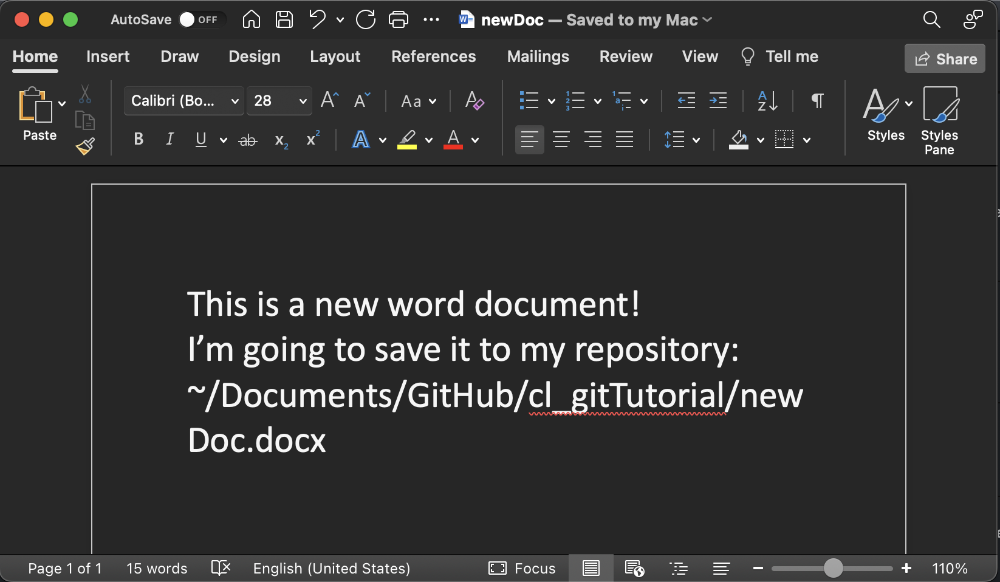 AutoSave OFF newDoc — Saved to my Mac
Home Insert Draw Design Layout References Mailings Review View Tell me Share
Paste Calibri (Bo... 28 Aa Styles Styles Pane
This is a new word document!
I’m going to save it to my repository:
~/Documents/GitHub/cl_gitTutorial/new
Doc.docx
Page 1 of 1 15 words English (United States) Focus 110%